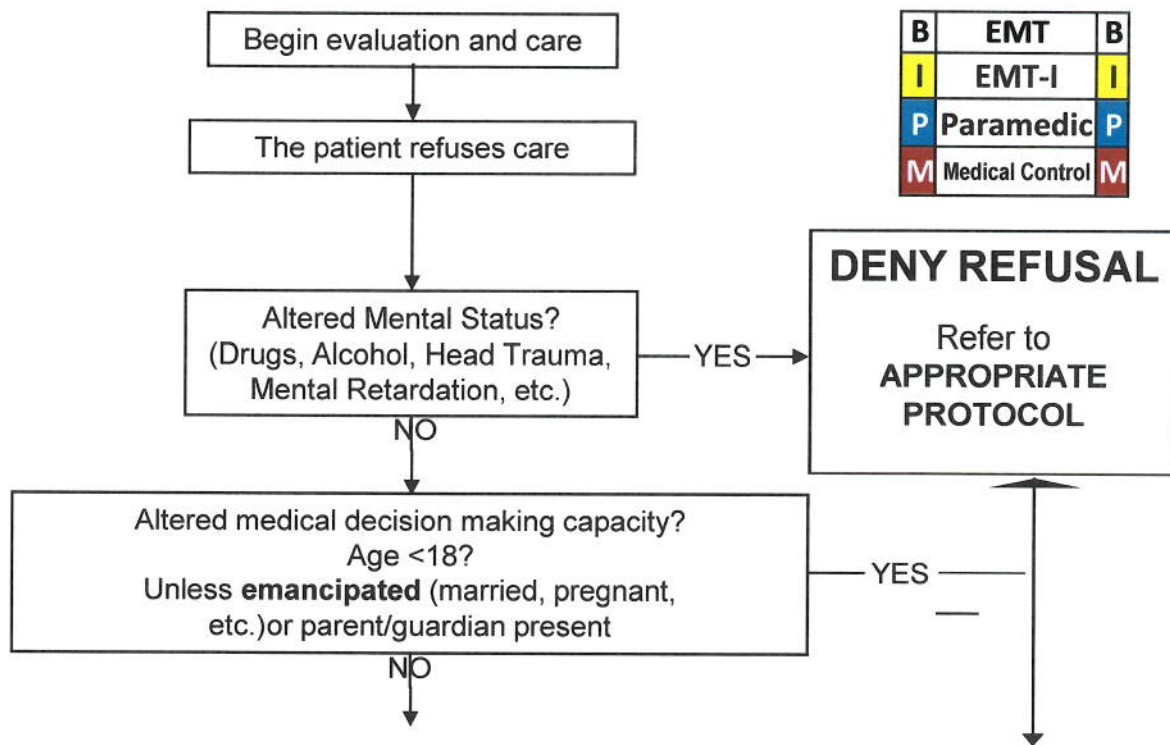 Begin evaluation and care
B EMT B
I EMT-I I
P Paramedic P
M Medical Control M
The patient refuses care
DENY REFUSAL
Refer to
APPROPRIATE
PROTOCOL
Altered Mental Status?
(Drugs, Alcohol, Head Trauma,
Mental Retardation, etc.)
YES
NO
Altered medical decision making capacity?
Age <18?
Unless emancipated (married, pregnant,
etc.)or parent/guardian present
YES
NO